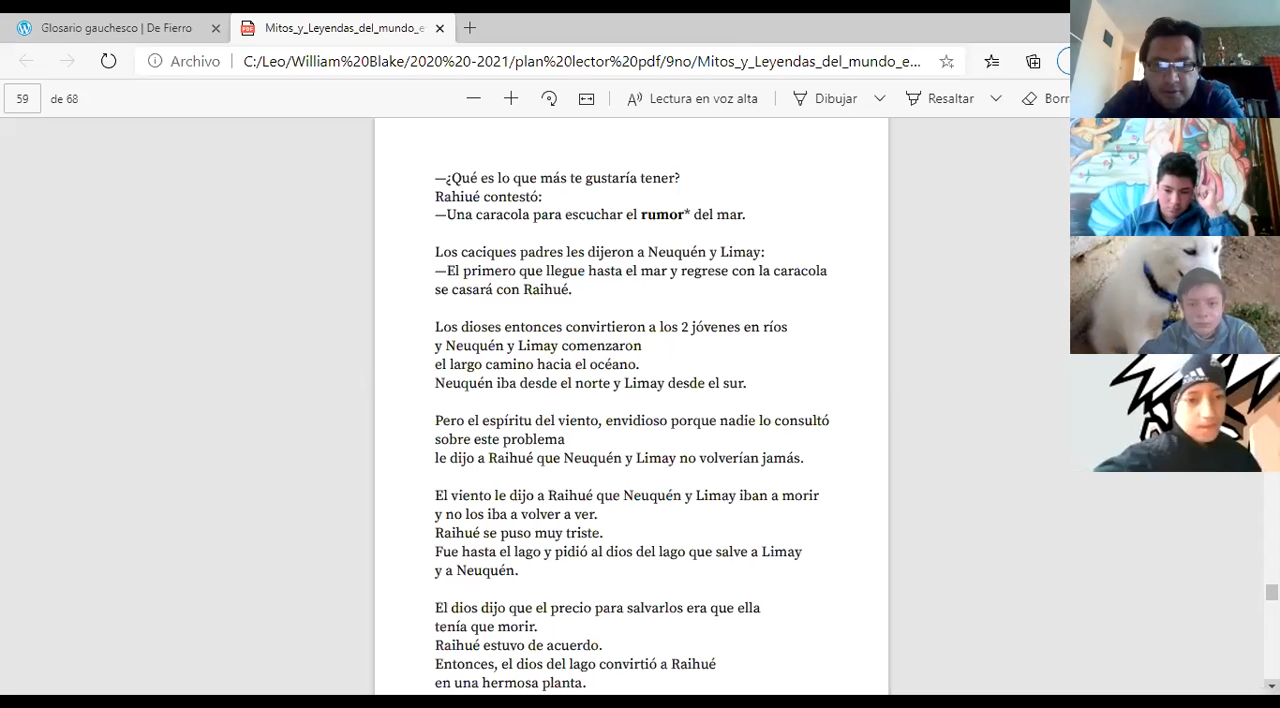 Glosario gauchesco | De Fierro
Mitos_y_Leyendas_del_mundo_e
Archivo
C:/Leo/William%20Blake/2020%20-2021/plan%20lector%20pdf/9no/Mitos_y_Leyendas_del_mundo_e...
59 de 68
Lectura en voz alta
Dibujar
Resaltar
Borr
—¿Qué es lo que más te gustaría tener?
Rahiué contestó:
—Una caracola para escuchar el rumor* del mar.
Los caciques padres les dijeron a Neuquén y Limay:
—El primero que llegue hasta el mar y regrese con la caracola
se casará con Raihué.
Los dioses entonces convirtieron a los 2 jóvenes en ríos
y Neuquén y Limay comenzaron
el largo camino hacia el océano.
Neuquén iba desde el norte y Limay desde el sur.
Pero el espíritu del viento, envidioso porque nadie lo consultó
sobre este problema
le dijo a Raihué que Neuquén y Limay no volverían jamás.
El viento le dijo a Raihué que Neuquén y Limay iban a morir
y no los iba a volver a ver.
Raihué se puso muy triste.
Fue hasta el lago y pidió al dios del lago que salve a Limay
y a Neuquén.
El dios dijo que el precio para salvarlos era que ella
tenía que morir.
Raihué estuvo de acuerdo.
Entonces, el dios del lago convirtió a Raihué
en una hermosa planta.